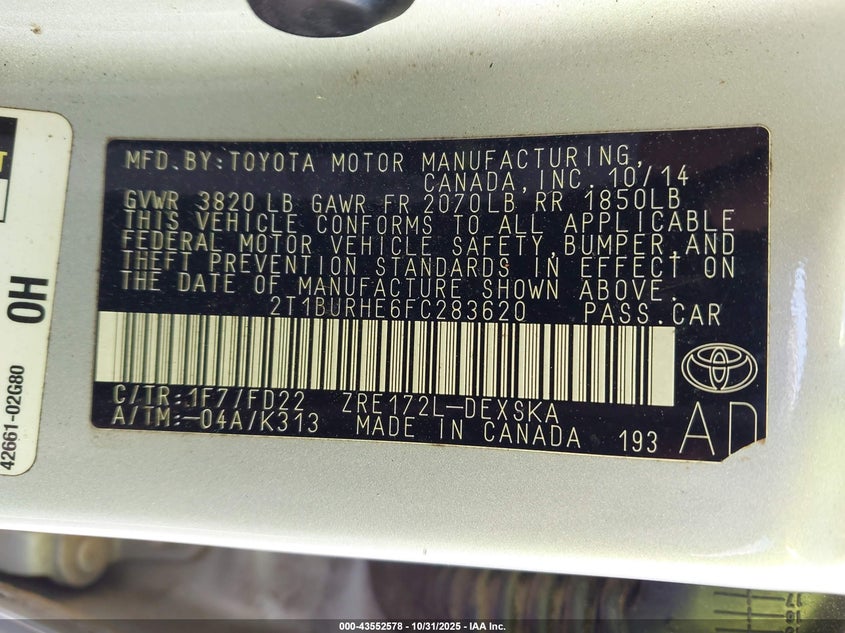 MFD.BY:TOYOTA MOTOR MANUFACTURING,
CANADA,INC. 10/14
GVWR 3820 LB GAWR FR 2070LB RR 1850LB
THIS VEHICLE CONFORMS TO ALL APPLICABLE
FEDERAL MOTOR VEHICLE SAFETY,BUMPER,AND
THEFT PREVENTION STANDARDS IN EFFECT ON
THE DATE OF MANUFACTURE SHOWN ABOVE.
2T1BURHE6FC283620 PASS.CAR
C/TR:1F7/FD22 ZRE172L-DEXSKA
A/TM:-04A/K313 MADE IN CANADA 193
AD
OH
42661-02G80
000-43552578 - 10/31/2025 - IAA Inc.